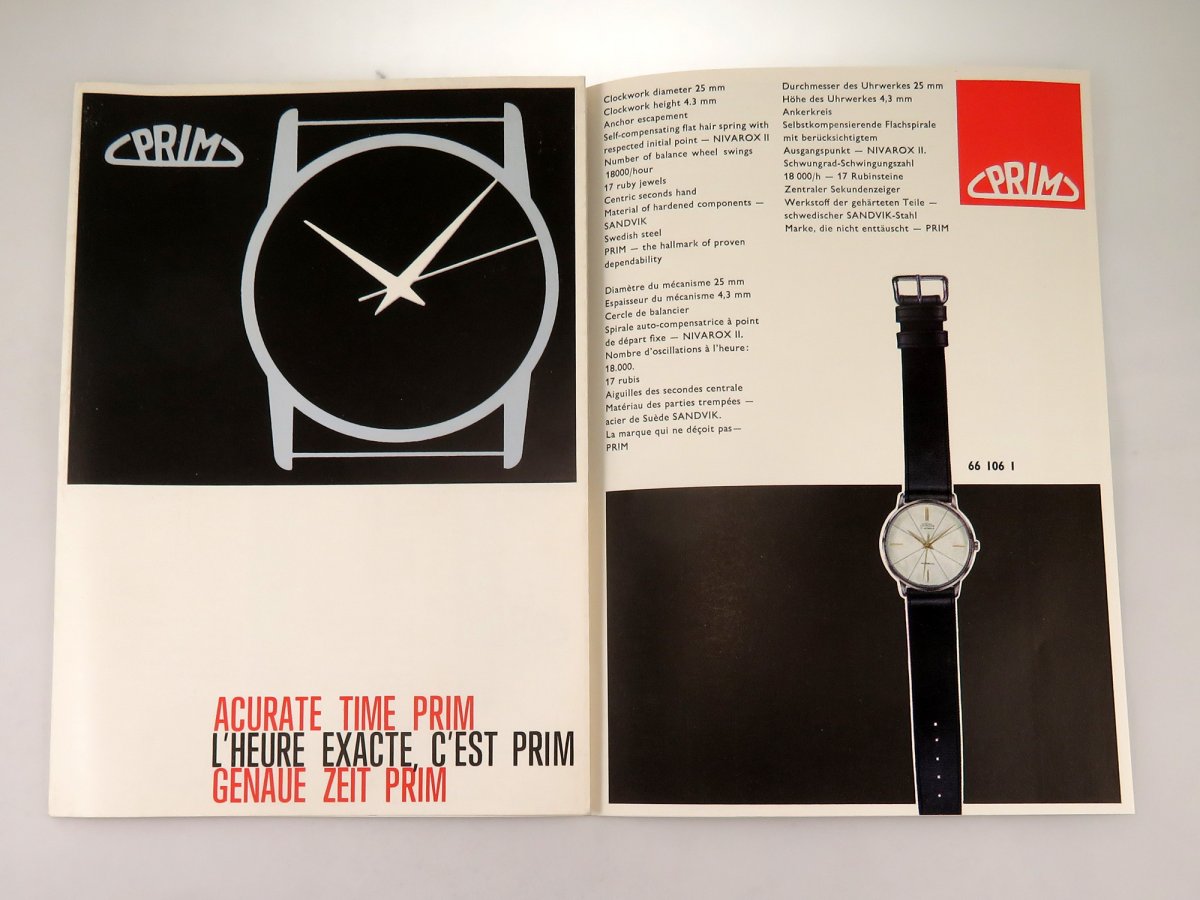 PRIM
ACURATE TIME PRIM
L'HEURE EXACTE, C'EST PRIM
GENAUE ZEIT PRIM
Clockwork diameter 25 mm
Clockwork height 4.3 mm
Anchor escapement
Self-compensating flat hair spring with
respected initial point — NIVAROX II
Number of balance wheel swings
18000/hour
17 ruby jewels
Centric seconds hand
Material of hardened components —
SANDVIK
Swedish steel
PRIM — the hallmark of proven
dependability
Diamètre du mécanisme 25 mm
Espaisseur du mécanisme 4,3 mm
Cercle de balancier
Spirale auto-compensatrice à point
de départ fixe — NIVAROX II.
Nombre d'oscillations à l'heure:
18.000.
17 rubis
Aiguilles des secondes centrale
Matériau des parties trempées —
acier de Suède SANDVIK.
La marque qui ne déçoit pas—
PRIM
Durchmesser des Uhrwerkes 25 mm
Höhe des Uhrwerkes 4,3 mm
Ankerkreis
Selbstkompensierende Flachspirale
mit berücksichtigtem
Ausgangspunkt — NIVAROX II.
Schwungrad-Schwingungszahl
18 000/h — 17 Rubinsteine
Zentraler Sekundenzeiger
Werkstoff der gehärteten Teile —
schwedischer SANDVIK-Stahl
Marke, die nicht enttäuscht — PRIM
PRIM
66 106 1